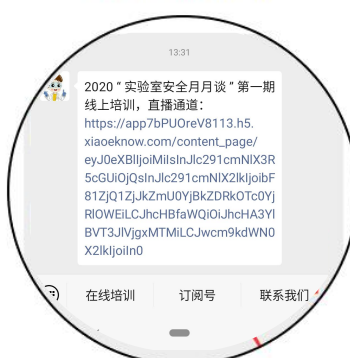 13:31
2020 “ 实验室安全月月谈 ” 第一期
线上培训，直播通道：
https://app7bPUOreV8113.h5.
xiaoeknow.com/content_page/
eyJ0eXBlIjoiMiIsInJlc291cmNlX3R
5cGUiOjQsInJlc291cmNlX2lkIjoibF
81ZjQ1ZjJkZmU0YjBkZDRkOTc0Yj
RlOWEiLCJhcHBfaWQiOiJhcHA3Yl
BVT3JlVjgxMTMiLCJwcm9kdWN0
X2lkIjoiIn0
在线培训
订阅号
联系我们